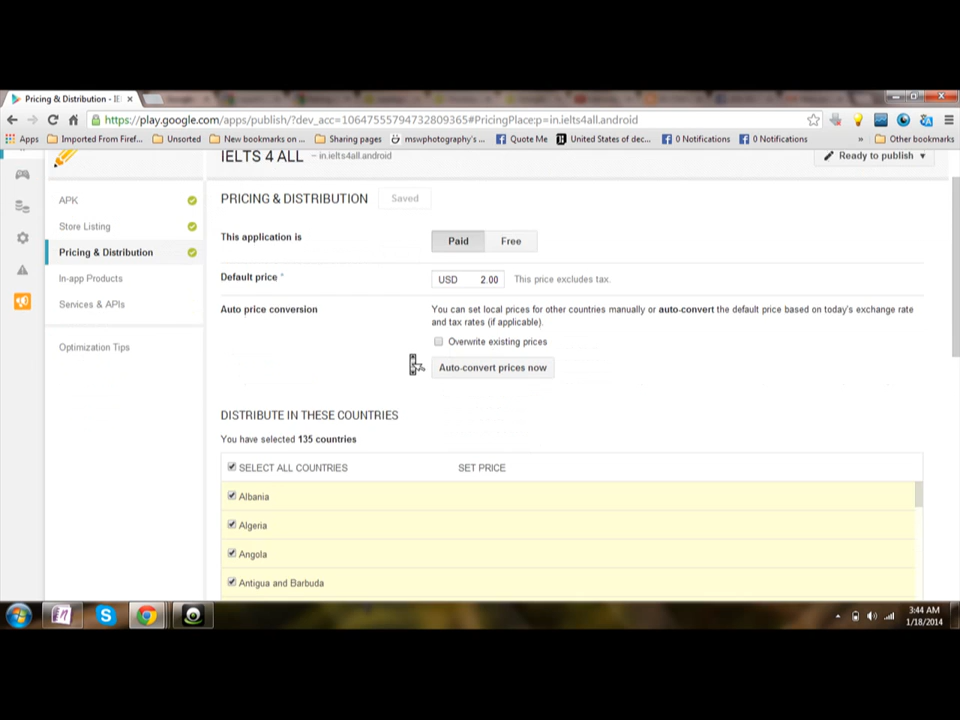 Pricing & Distribution - IE
https://play.google.com/apps/publish/?dev_acc=10647555794732809365#PricingPlace:p=in.ielts4all.android
Apps Imported From Firef... Unsorted New bookmarks on ... Sharing pages mswphotography's ... Quote Me United States of dec... 0 Notifications 0 Notifications » Other bookmarks
IELTS 4 ALL – in.ielts4all.android Ready to publish
APK
Store Listing
Pricing & Distribution
In-app Products
Services & APIs
Optimization Tips
PRICING & DISTRIBUTION Saved
This application is Paid Free
Default price * USD 2.00 This price excludes tax.
Auto price conversion You can set local prices for other countries manually or auto-convert the default price based on today's exchange rate
and tax rates (if applicable).
Overwrite existing prices
Auto-convert prices now
DISTRIBUTE IN THESE COUNTRIES
You have selected 135 countries
SELECT ALL COUNTRIES SET PRICE
Albania
Algeria
Angola
Antigua and Barbuda
3:44 AM
1/18/2014